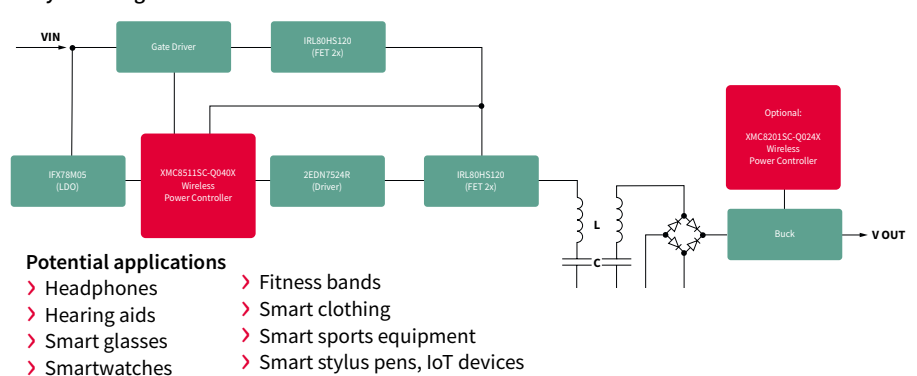 VIN
Gate Driver
IRL80HS120
(FET 2x)
IFX78M05
(LDO)
XMC8511SC-Q040X
Wireless
Power Controller
2EDN7524R
(Driver)
IRL80HS120
(FET 2x)
L
C
Optional:
XMC8201SC-Q024X
Wireless
Power Controller
Buck
V OUT
Potential applications
Headphones
Hearing aids
Smart glasses
Smartwatches
Fitness bands
Smart clothing
Smart sports equipment
Smart stylus pens, IoT devices